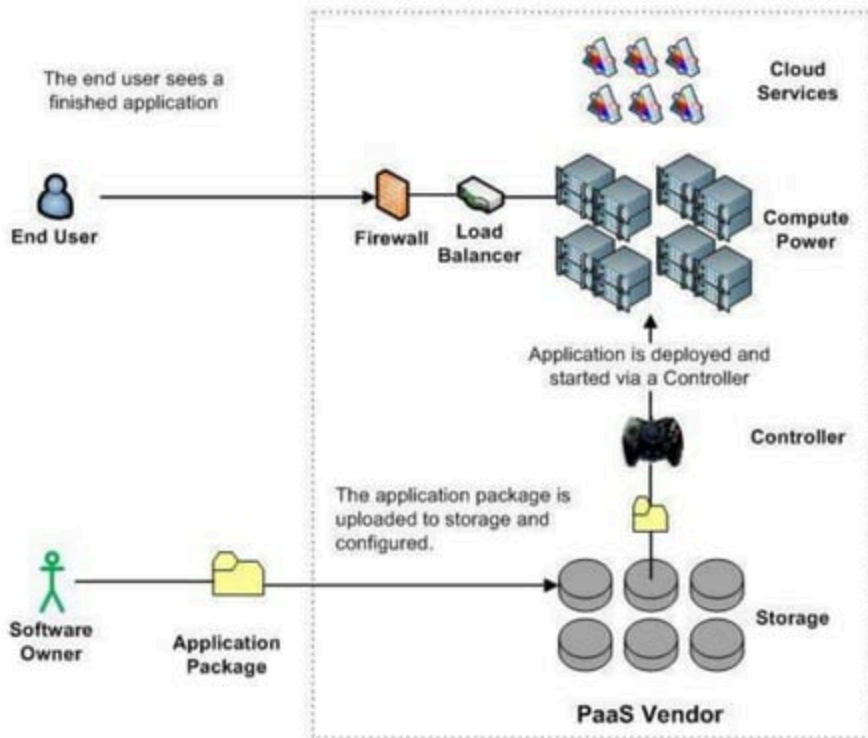 The end user sees a
finished application
Cloud
Services
End User
Firewall
Load
Balancer
Compute
Power
Application is deployed and
started via a Controller
Controller
The application package is
uploaded to storage and
configured.
Software
Owner
Application
Package
Storage
PaaS Vendor